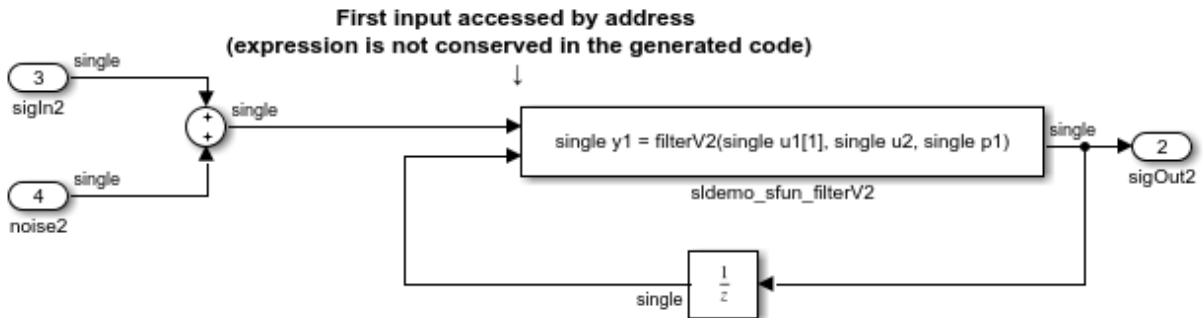 First input accessed by address
(expression is not conserved in the generated code)
↓
single
3
sigIn2
+
+
single
single
4
noise2
single y1 = filterV2(single u1[1], single u2, single p1)
sldemo_sfun_filterV2
single
2
sigOut2
1
z
single